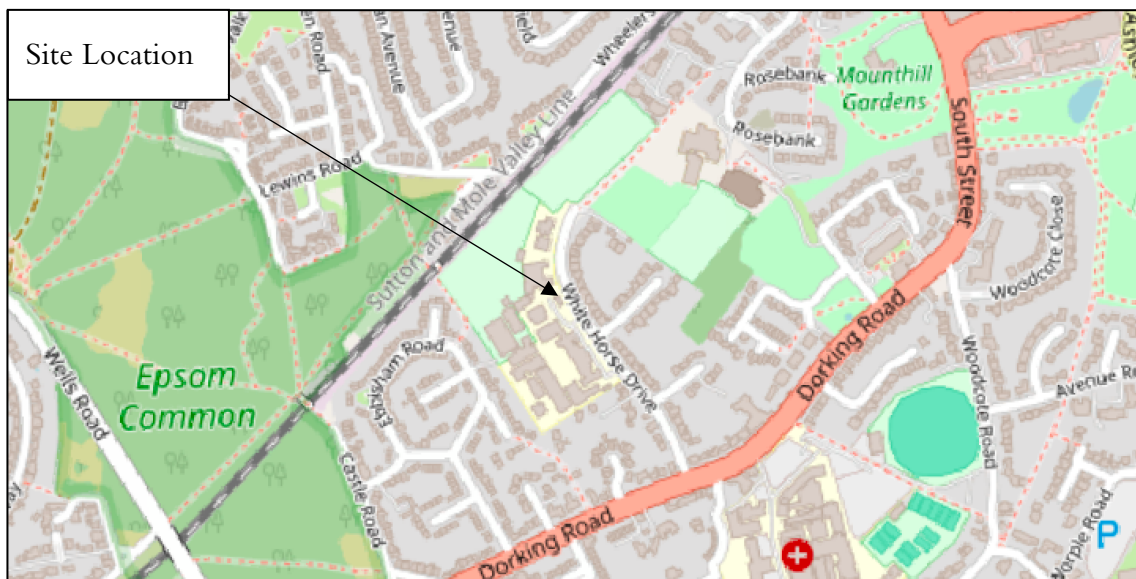 Site Location
Lewins Road
Wheelers
Sutton and Mole Valley Line
Rosebank
Rosebank
Mounthill
Gardens
South Street
Woodcote Close
White Horse Drive
Dorking Road
Woodcote Road
Avenue Ro
Wells Road
Epsom
Common
Ebbisham Road
Castle Road
Dorking Road
Worple Road
P